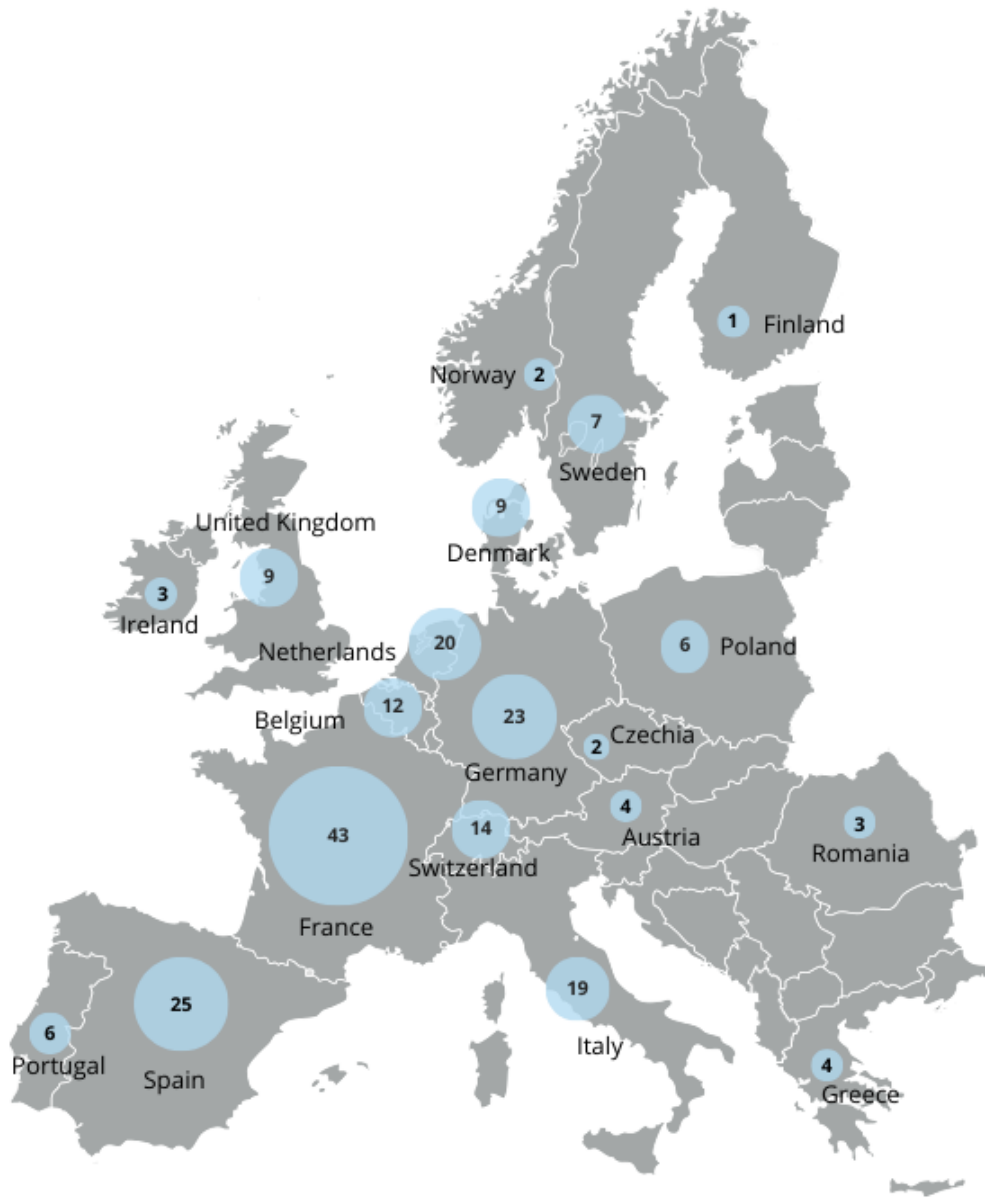 1
Finland
Norway
2
7
Sweden
9
Denmark
United Kingdom
9
3
Ireland
Netherlands
20
6
Poland
Belgium
12
23
Germany
2
Czechia
4
Austria
3
Romania
43
France
14
Switzerland
25
Spain
6
Portugal
19
Italy
4
Greece